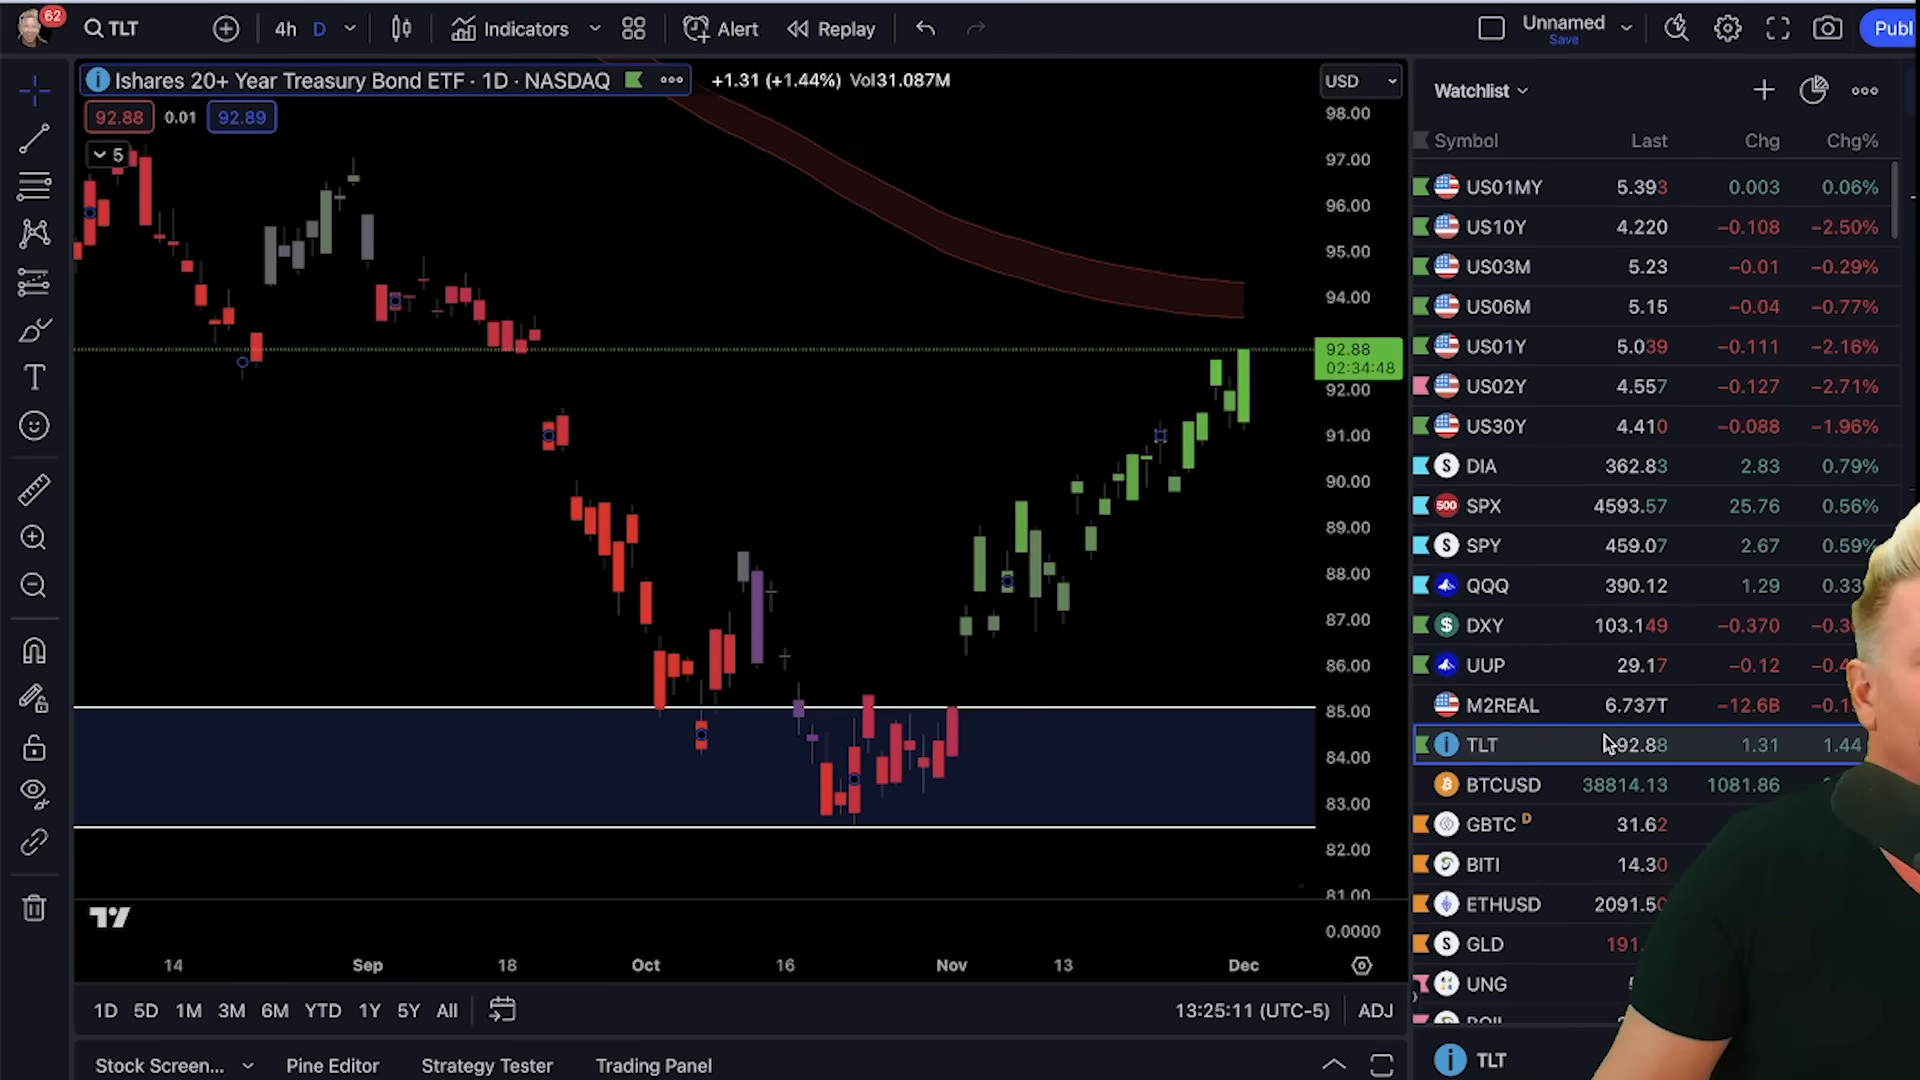 62
TLT
4h
D
Indicators
Alert
Replay
Unnamed
Save
Publ
Ishares 20+ Year Treasury Bond ETF · 1D · NASDAQ
+1.31 (+1.44%) Vol31.087M
92.88
0.01
92.89
5
USD
98.00
97.00
96.00
95.00
94.00
92.88
02:34:48
92.00
91.00
90.00
89.00
88.00
87.00
86.00
85.00
84.00
83.00
82.00
81.00
0.0000
14
Sep
18
Oct
16
Nov
13
Dec
1D 5D 1M 3M 6M YTD 1Y 5Y All
13:25:11 (UTC-5)
ADJ
Stock Screen...
Pine Editor
Strategy Tester
Trading Panel
Watchlist
Symbol Last Chg Chg%
US01MY 5.393 0.003 0.06%
US10Y 4.220 −0.108 −2.50%
US03M 5.23 −0.01 −0.29%
US06M 5.15 −0.04 −0.77%
US01Y 5.039 −0.111 −2.16%
US02Y 4.557 −0.127 −2.71%
US30Y 4.410 −0.088 −1.96%
S DIA 362.83 2.83 0.79%
500 SPX 4593.57 25.76 0.56%
S SPY 459.07 2.67 0.59%
QQQ 390.12 1.29 0.33
$ DXY 103.149 −0.370
UUP 29.17 −0.12
M2REAL 6.737T −12.6B
TLT 92.88 1.31 1.44
BTCUSD 38814.13 1081.86
GBTC D 31.62
BITI 14.30
ETHUSD 2091.50
S GLD 191.
UNG
TLT